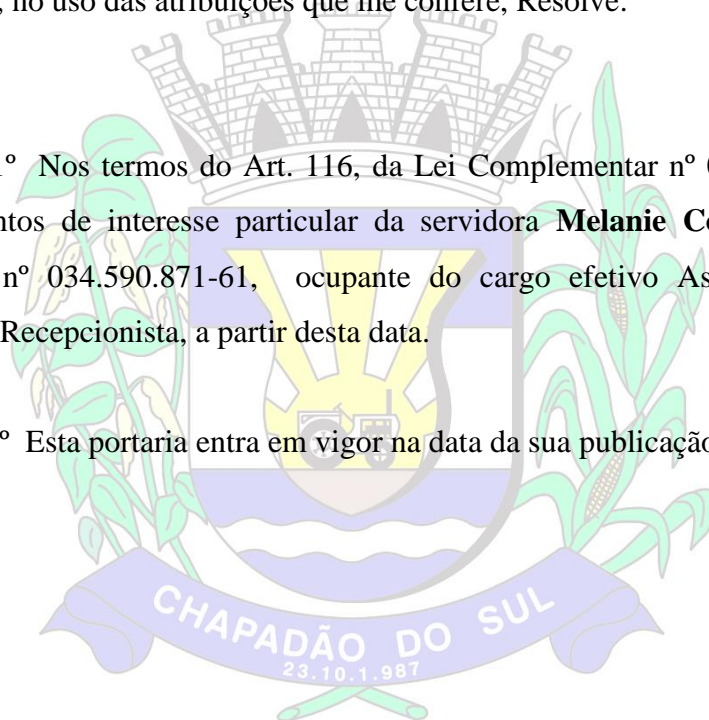 , no uso das atribuições que lhe confere, Resolve:
1º Nos termos do Art. 116, da Lei Complementar nº
ntos de interesse particular da servidora Melanie
nº 034.590.871-61, ocupante do cargo efetivo As
Recepcionista, a partir desta data.
º Esta portaria entra em vigor na data da sua publicação
CHAPADÃO DO SUL
23.10.1.987